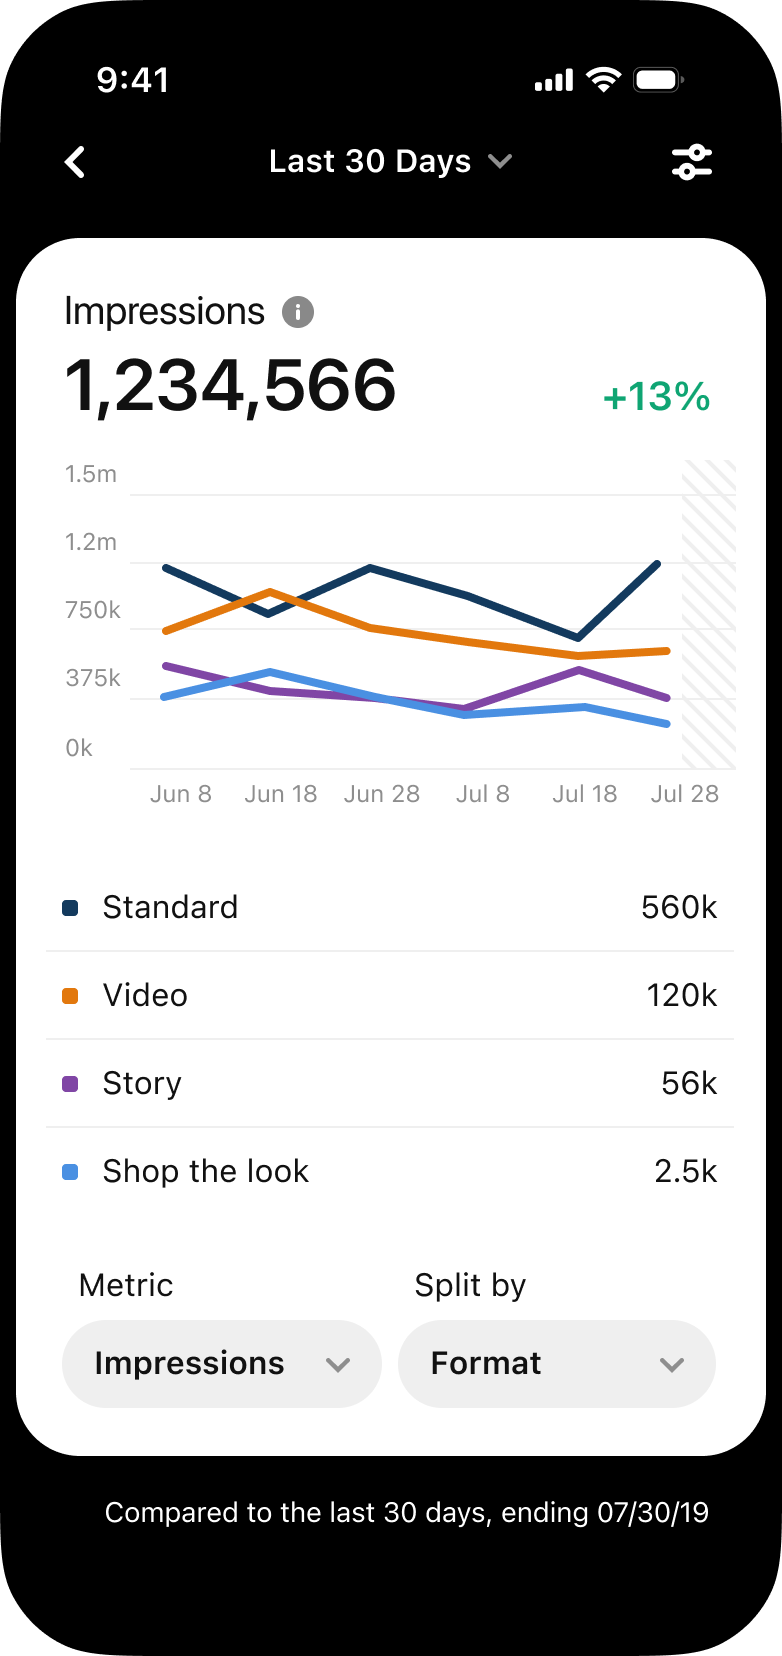 9:41
Last 30 Days
Impressions
1,234,566
+13%
1.5m
1.2m
750k
375k
0k
Jun 8 Jun 18 Jun 28 Jul 8 Jul 18 Jul 28
Standard 560k
Video 120k
Story 56k
Shop the look 2.5k
Metric Split by
Impressions Format
Compared to the last 30 days, ending 07/30/19